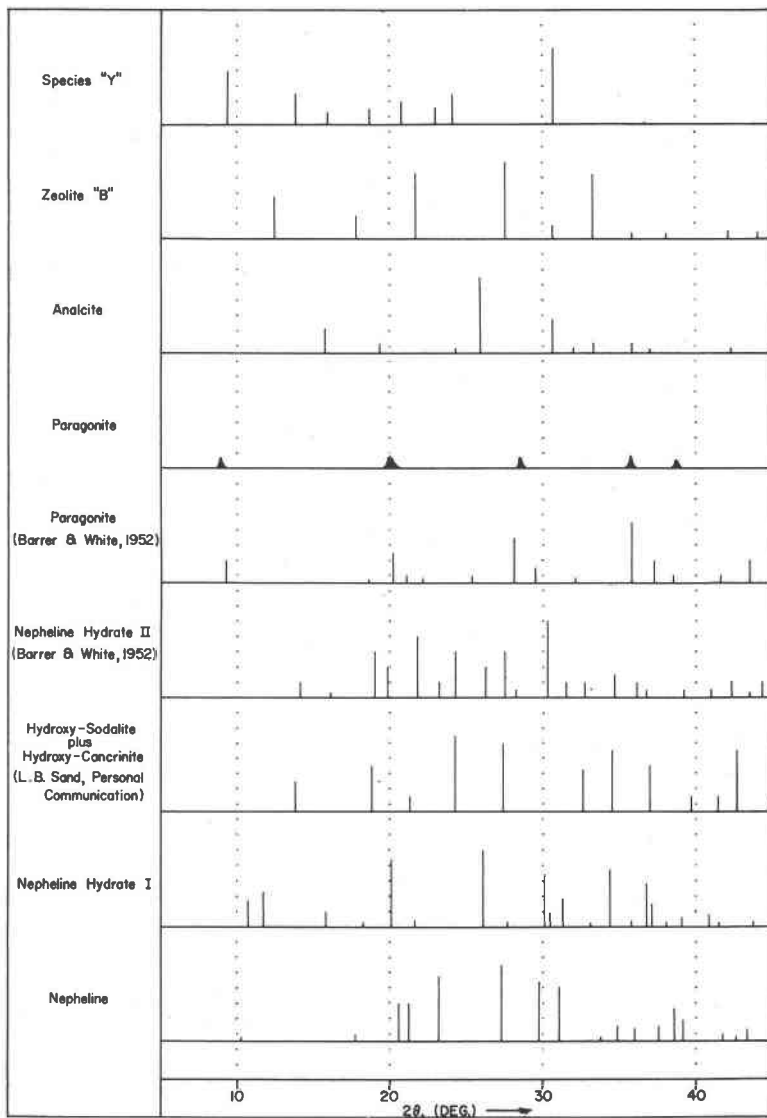 Species "Y"
Zeolite "B"
Analcite
Paragonite
Paragonite
(Barrer & White, 1952)
Nepheline Hydrate II
(Barrer & White, 1952)
Hydroxy-Sodalite
plus
Hydroxy-Cancrinite
(L.B. Sand, Personal
Communication)
Nepheline Hydrate I
Nepheline
10 20 30 40
2θ, (DEG.)